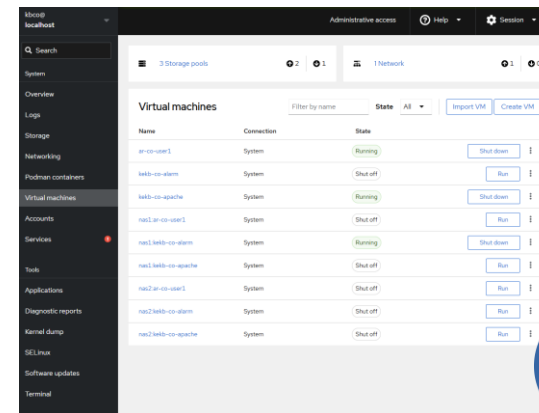 kbco@
localhost
Administrative access
Help
Session
Search
System
Overview
Logs
Storage
Networking
Podman containers
Virtual machines
Accounts
Services
Tools
Applications
Diagnostic reports
Kernel dump
SELinux
Software updates
Terminal
3 Storage pools 2 1
1 Network 1 0
Virtual machines Filter by name State All Import VM Create VM
Name Connection State
ar-co-user1 System Running Shut down
kekb-co-alarm System Shut off Run
kekb-co-apache System Running Shut down
nas1:ar-co-user1 System Shut off Run
nas1:kekb-co-alarm System Running Shut down
nas1:kekb-co-apache System Shut off Run
nas2:ar-co-user1 System Shut off Run
nas2:kekb-co-alarm System Shut off Run
nas2:kekb-co-apache System Shut off Run